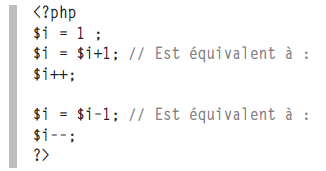 <?php
$i = 1 ;
$i = $i+1; // Est équivalent à :
$i++;

$i = $i-1; // Est équivalent à :
$i--;
?>